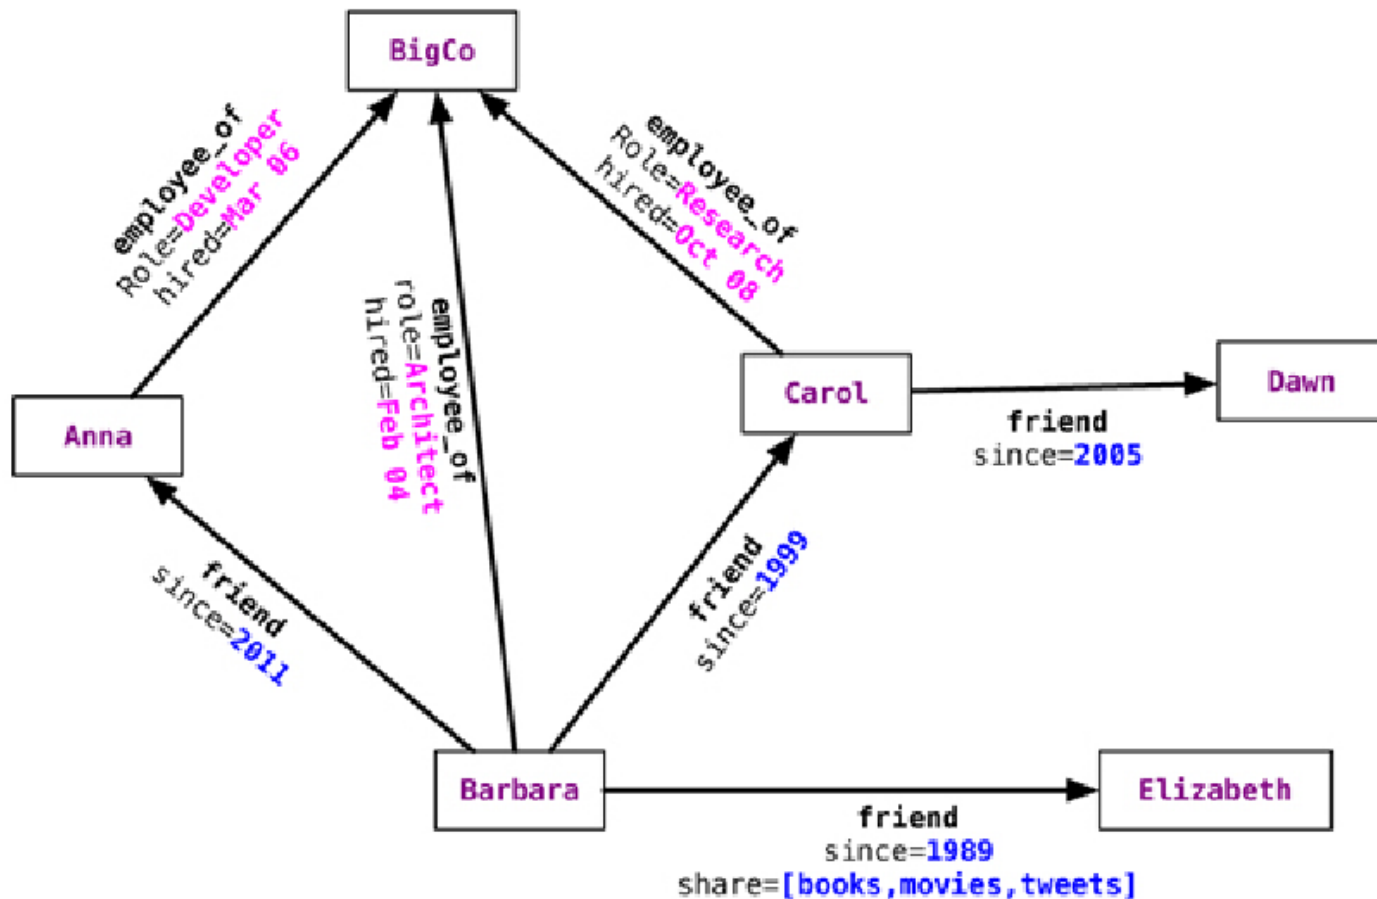 BigCo
employee_of
Role=Developer
hired=Mar 06
employee_of
Role=Research
hired=Oct 08
employee_of
role=Architect
hired=Feb 04
Anna
Carol
Dawn
friend
since=2005
friend
since=2011
friend
since=1999
Barbara
Elizabeth
friend
since=1989
share=[books,movies,tweets]